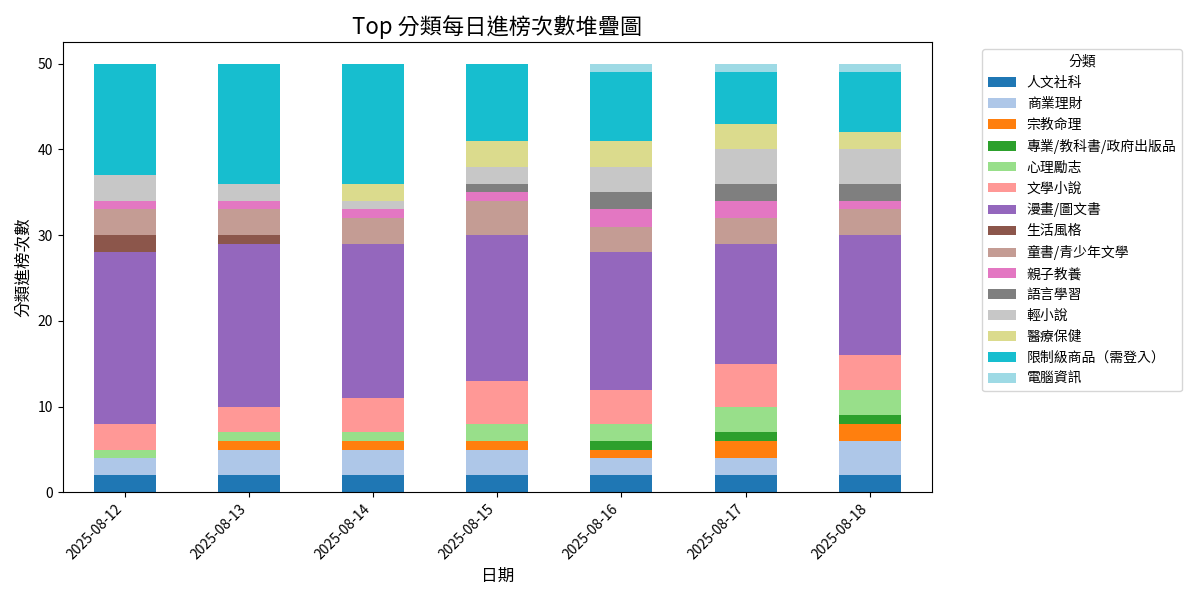 Top 分類每日進榜次數堆疊圖
分類進榜次數
50
40
30
20
10
0
2025-08-12
2025-08-13
2025-08-14
2025-08-15
2025-08-16
2025-08-17
2025-08-18
日期
分類
人文社科
商業理財
宗教命理
專業/教科書/政府出版品
心理勵志
文學小說
漫畫/圖文書
生活風格
童書/青少年文學
親子教養
語言學習
輕小說
醫療保健
限制級商品（需登入）
電腦資訊